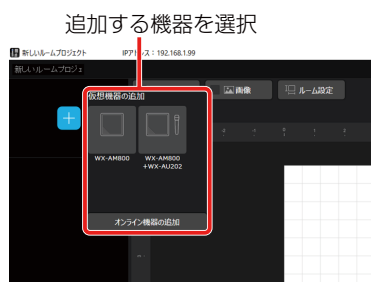 追加する機器を選択
新しいルームプロジェクト IPアドレス：192.168.1.99
新しいルームプロジェ
仮想機器の追加
画像
ルーム設定
WX-AM800
WX-AM800
+WX-AU202
オンライン機器の追加